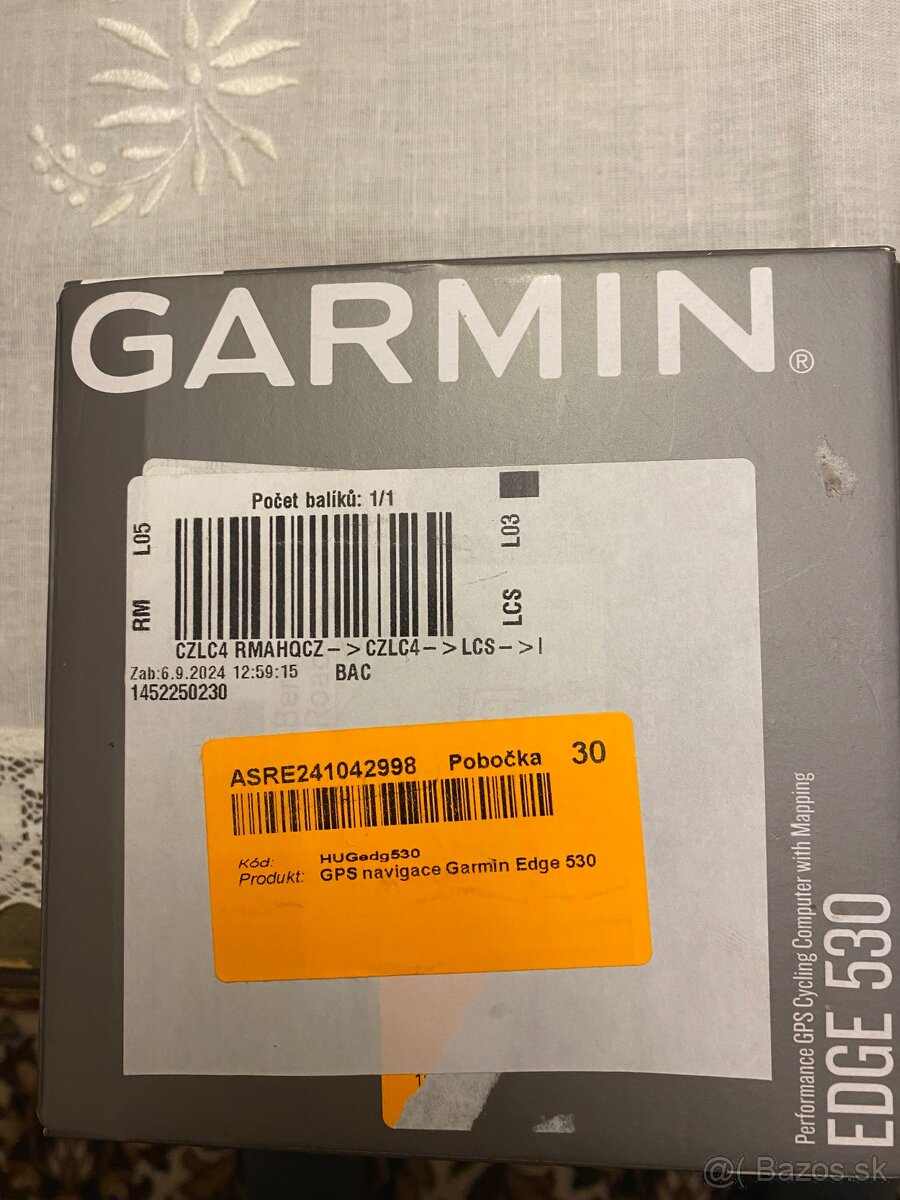 GARMIN®
Počet balíků: 1/1
RM L05
L03
LCS
CZLC4 RMAHQCZ-> CZLC4-> LCS->I
Zab:6.9.2024 12:59:15 BAC
1452250230
ASRE241042998 Pobočka 30
Kód: HUGedg530
Produkt: GPS navigace Garmin Edge 530
Performance GPS Cycling Computer with Mapping
EDGE 530
@( Bazos.sk